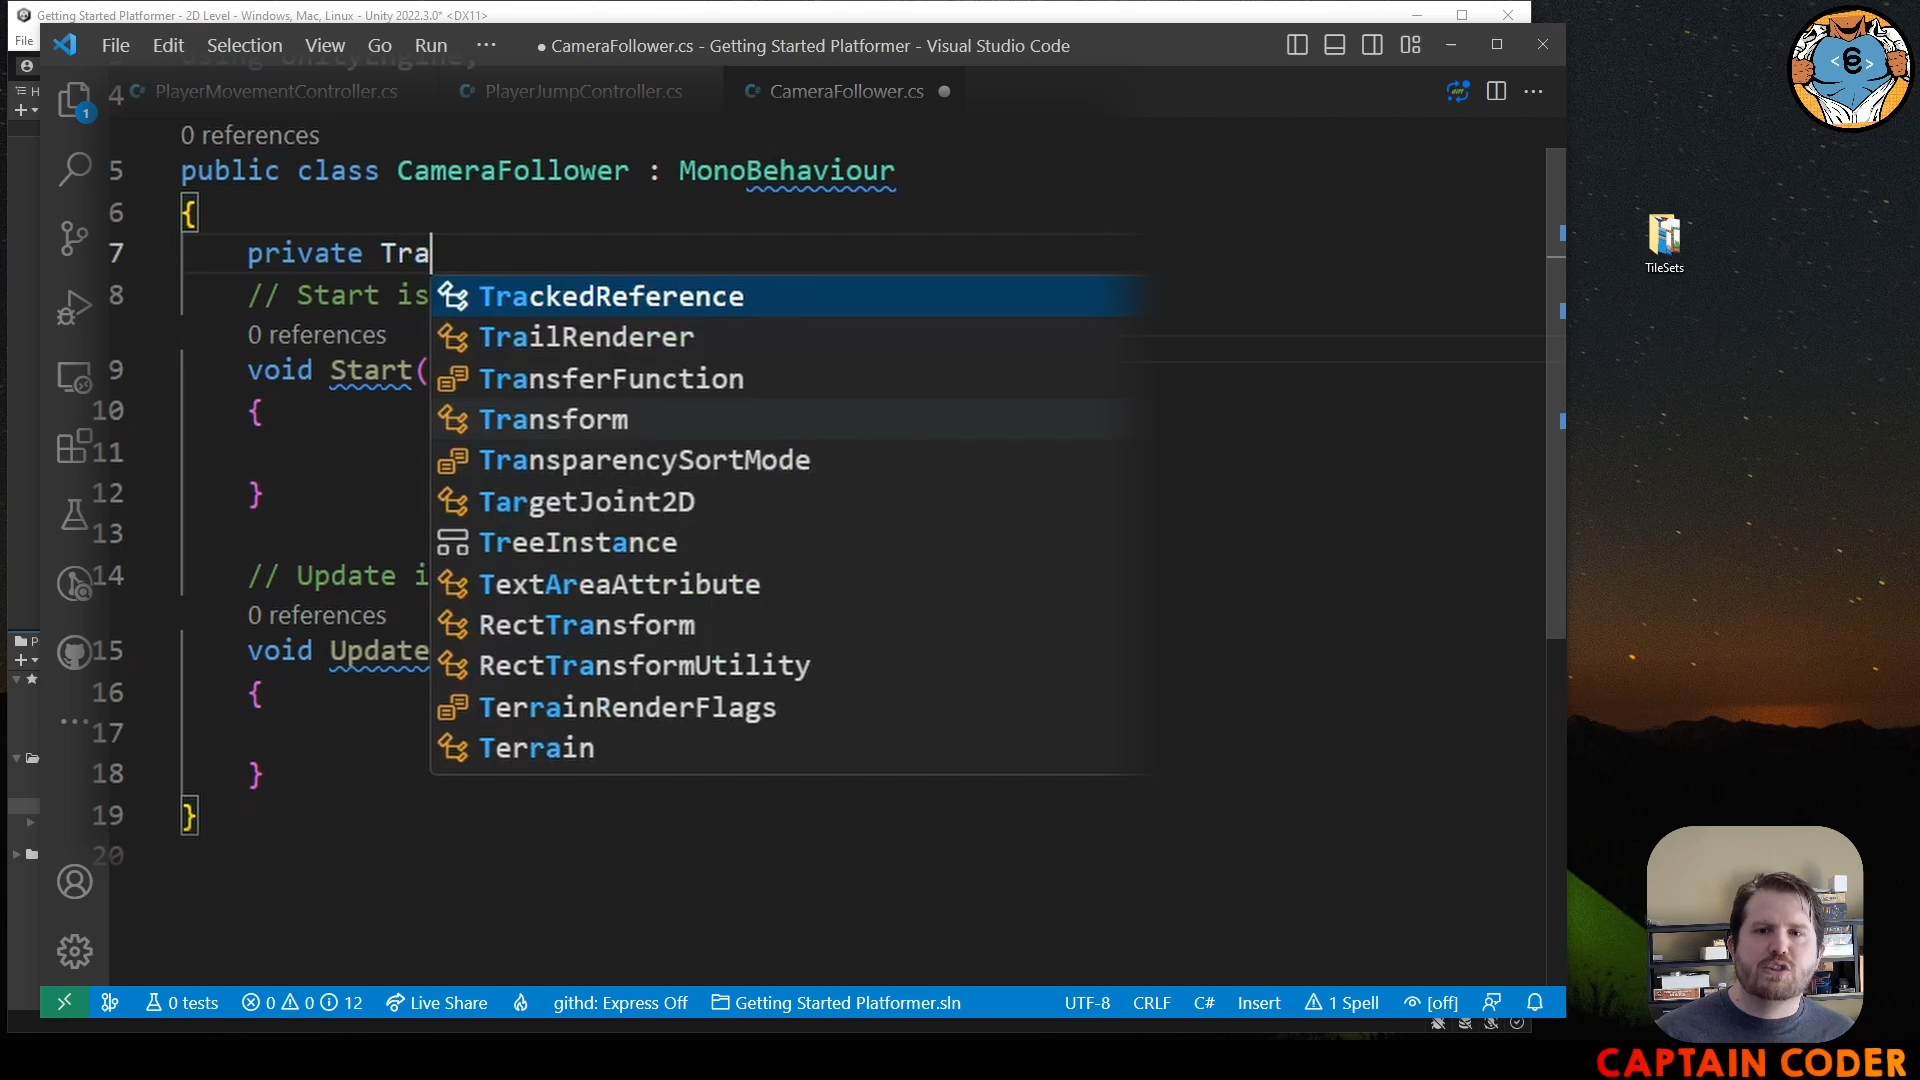 Getting Started Platformer - 2D Level - Windows, Mac, Linux - Unity 2022.3.0* <DX11>
File
File Edit Selection View Go Run ··· ● CameraFollower.cs - Getting Started Platformer - Visual Studio Code
using UnityEngine;
4
PlayerMovementController.cs PlayerJumpController.cs CameraFollower.cs ●
0 references
5 public class CameraFollower : MonoBehaviour
6 {
7 private Tra
8 // Start is
0 references
9 void Start(
10 {
11
12 }
13
14 // Update i
0 references
15 void Update
16 {
17
18 }
19 }
20
TrackedReference
TrailRenderer
TransferFunction
Transform
TransparencySortMode
TargetJoint2D
TreeInstance
TextAreaAttribute
RectTransform
RectTransformUtility
TerrainRenderFlags
Terrain
1
0 tests 0 0 12 Live Share githd: Express Off Getting Started Platformer.sln UTF-8 CRLF C# Insert 1 Spell [off]
TileSets
CAPTAIN CODER